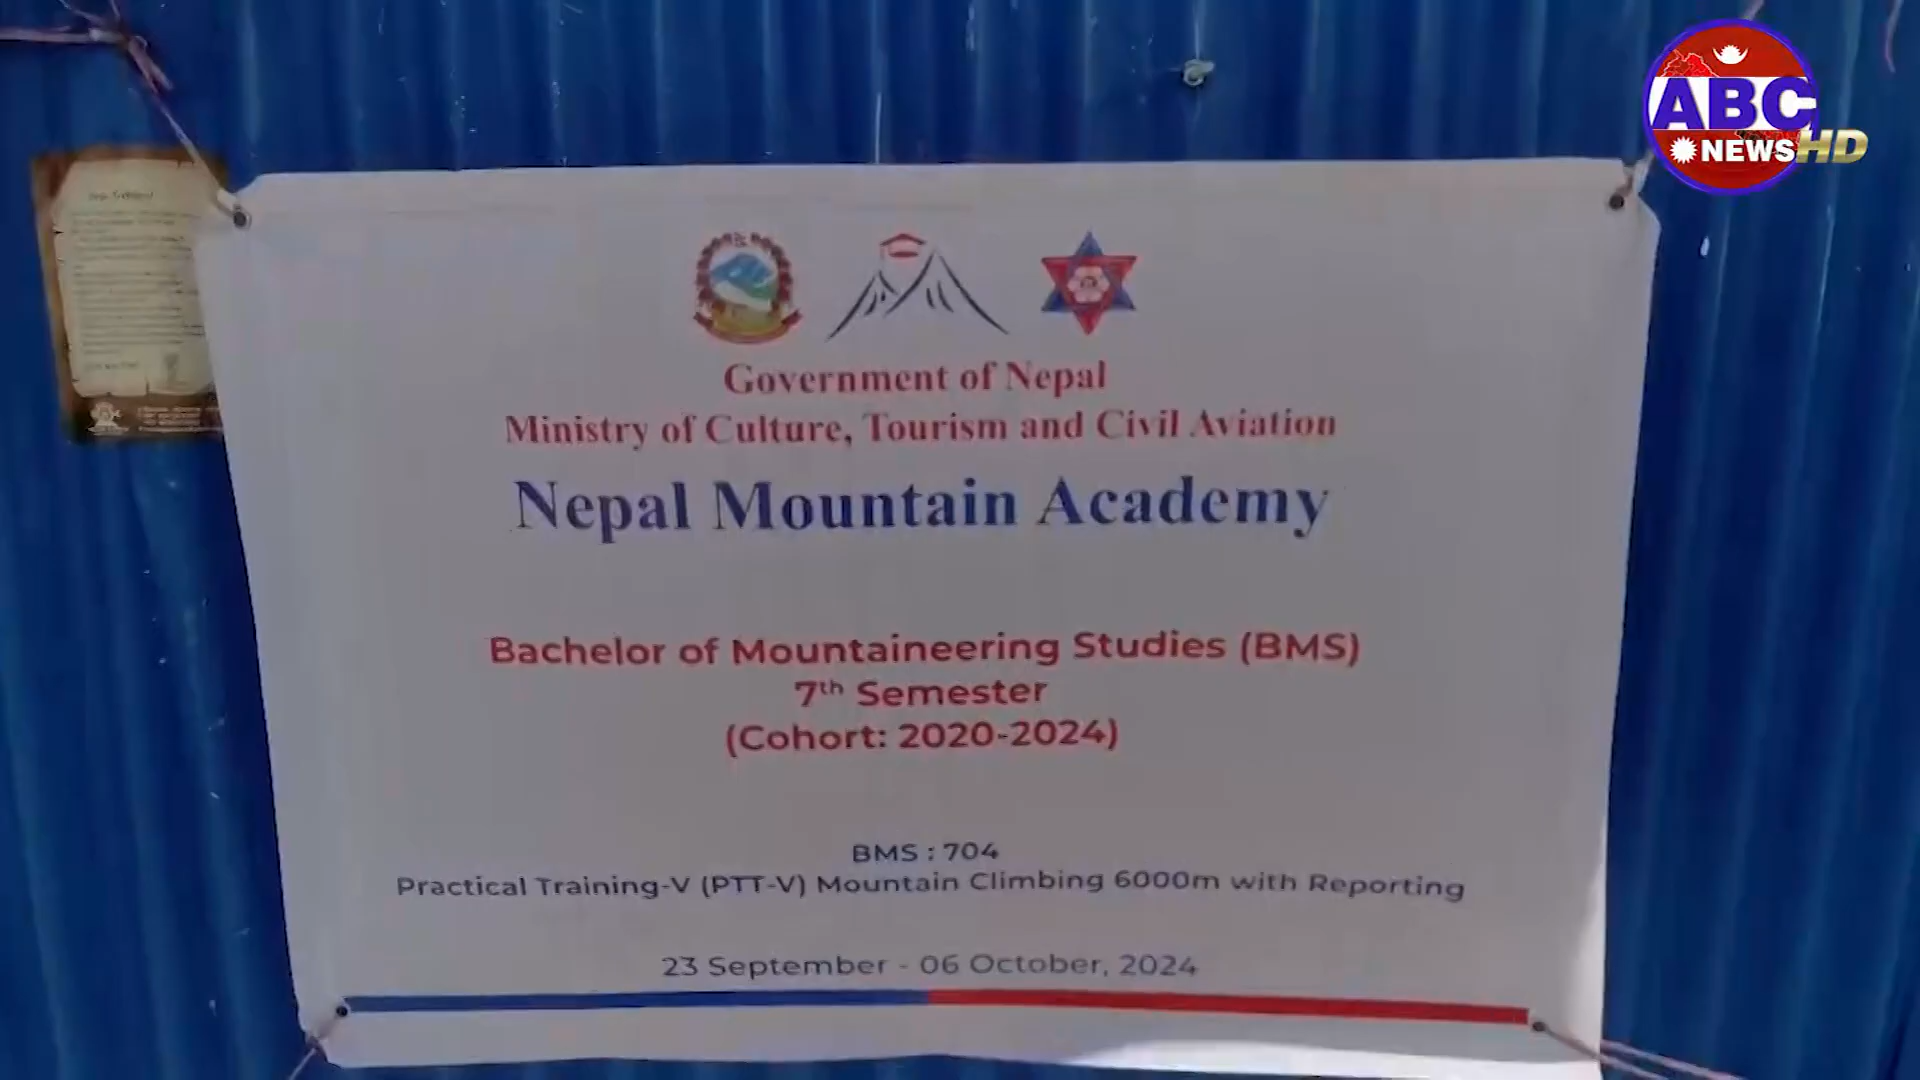 ABC
NEWS HD
Government of Nepal
Ministry of Culture, Tourism and Civil Aviation
Nepal Mountain Academy
Bachelor of Mountaineering Studies (BMS)
7th Semester
(Cohort: 2020-2024)
BMS : 704
Practical Training-V (PTT-V) Mountain Climbing 6000m with Reporting
23 September - 06 October, 2024